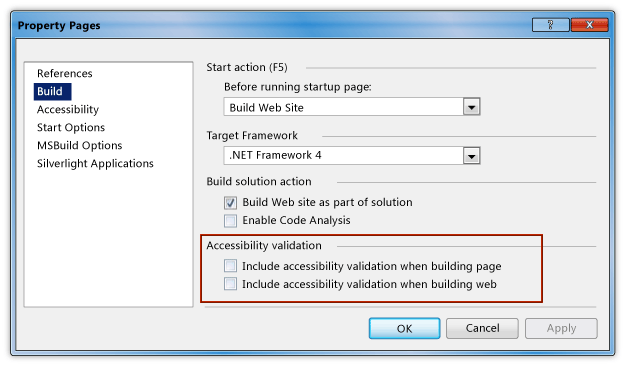 Property Pages
References
Build
Accessibility
Start Options
MSBuild Options
Silverlight Applications
Start action (F5)
Before running startup page:
Build Web Site
Target Framework
.NET Framework 4
Build solution action
Build Web site as part of solution
Enable Code Analysis
Accessibility validation
Include accessibility validation when building page
Include accessibility validation when building web
OK
Cancel
Apply